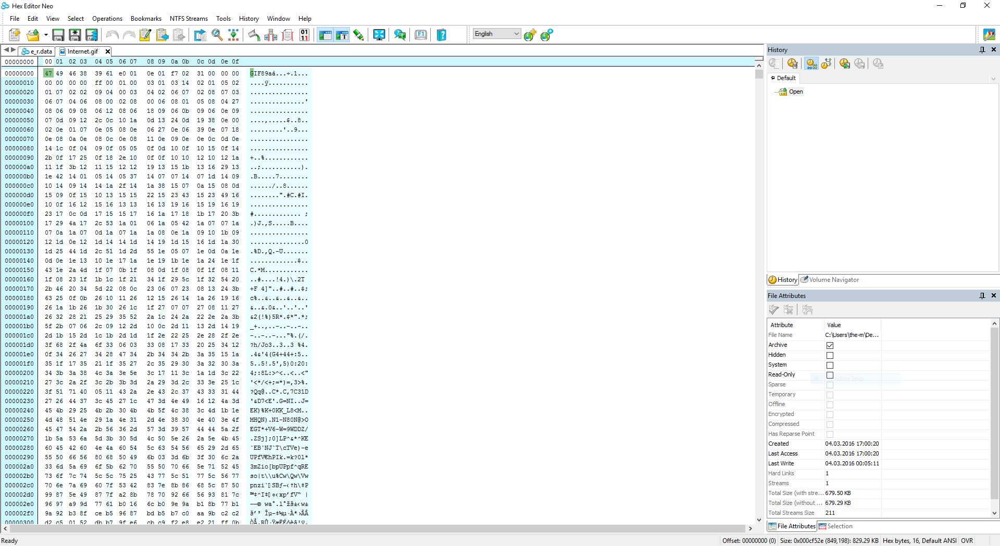 Hex Editor Neo
File Edit View Select Operations Bookmarks NTFS Streams Tools History Window Help
English
e_r.data Internet.gif
00000000 00 01 02 03 04 05 06 07 08 09 0a 0b 0c 0d 0e 0f
00000000 47 49 46 38 39 61 e0 01 0e 01 f7 02 31 00 00 00 GIF89aà...÷.1...
00000010 00 00 00 00 ff 00 01 00 03 01 03 14 02 01 05 02 ....ÿ...........
00000020 01 07 02 02 09 04 00 03 04 02 06 07 02 08 07 03 ................
00000030 06 07 04 06 08 00 02 08 00 06 08 01 05 08 04 27 ...............'
00000040 08 06 09 08 06 12 08 06 18 09 06 0b 09 06 0e 09 ................
00000050 07 0d 09 12 2c 0c 10 1a 0d 13 24 0d 19 38 0e 00 ....,.....$..8..
00000060 02 0e 01 07 0e 05 08 0e 06 27 0e 06 39 0e 07 18 .........'..9...
00000070 0e 08 0a 0e 08 0c 0e 08 11 0e 09 0e 0e 0c 0d 0e ................
00000080 14 1c 0f 04 09 0f 05 05 0f 0d 10 0f 10 15 0f 14 ................
00000090 2b 0f 17 25 0f 18 2e 10 0f 0f 10 10 12 10 12 1a +..%............
000000a0 11 1f 3b 12 11 15 12 12 19 13 15 1b 13 16 29 13 ..;...........).
000000b0 1e 42 14 01 05 14 05 37 14 07 07 14 07 1d 14 09 .B.....7........
000000c0 10 14 09 14 14 1a 2f 14 1a 38 15 07 0a 15 08 0d ....../..8......
000000d0 15 09 0f 15 10 13 15 15 22 15 23 43 15 23 49 16 ........".#C.#I.
000000e0 10 0f 16 12 15 16 13 13 16 13 19 16 15 19 16 19 ................
000000f0 23 17 0c 0d 17 15 15 17 16 1a 17 18 1b 17 20 3b #............. ;
00000100 17 29 4a 17 2c 53 1a 01 06 1a 05 42 1a 07 07 1a .)J.,S.....B....
00000110 07 0a 1a 07 0d 1a 07 1a 1a 08 0e 1a 09 10 1b 09 ................
00000120 12 1d 0e 12 1d 14 14 1d 14 19 1d 15 16 1d 1a 30 ...............0
00000130 1d 25 44 1d 2c 51 1d 2d 55 1e 05 07 1e 0d 0a 1e .%D.,Q.-U.......
00000140 0d 0e 1e 13 10 1e 17 1a 1e 19 1b 1e 1a 24 1e 1f .............$..
00000150 43 1e 2a 4d 1f 07 0b 1f 08 0d 1f 08 0f 1f 08 11 C.*M............
00000160 1f 08 23 1f 1b 1c 1f 21 34 1f 29 5c 1f 32 54 20 ..#....!4.)\.2T
00000170 2b 46 20 34 5d 22 08 0c 23 06 07 23 08 13 24 3b +F 4]"..#..#..$;
00000180 63 25 0f 0b 26 10 11 26 12 15 26 14 1a 26 19 16 c%..&..&..&..&..
00000190 26 1a 1b 26 1b 30 26 1c 1f 27 07 07 27 08 11 27 &..&.0&..'..'..'
000001a0 26 32 28 21 25 29 35 52 2a 1c 24 2a 22 2e 2a 3b &2(!%)5R*.$*".*;
000001b0 5f 2b 07 06 2c 09 12 2d 10 0c 2d 11 13 2d 14 19 _+..,..-..-..-..
000001c0 2d 1b 15 2d 1c 1b 2d 1d 1f 2e 22 25 2e 28 2f 2e -..-..-..."%.(/.
000001d0 3f 68 2f 4a 6f 33 06 03 33 08 17 33 20 25 34 12 ?h/Jo3..3..3 %4.
000001e0 0f 34 26 27 34 28 47 34 2b 34 34 2b 3a 35 15 1a .4&'4(G4+44+:5..
000001f0 35 1f 17 35 21 1f 35 27 2c 35 29 30 3a 32 30 3a 5..5!.5',5)0:20:
00000200 34 3b 3a 38 4c 3a 3e 5e 3c 17 11 3c 1a 1d 3c 22 4;:8L:>^<..<..<"
00000210 27 3c 2a 2f 3c 2b 3b 3d 2a 29 3d 2c 33 3e 25 1c '<*/<+;=*)=,3>%.
00000220 3f 51 71 40 05 11 43 2a 2e 43 2c 37 43 33 31 44 ?Qq@..C*.C,7C31D
00000230 27 26 44 37 3c 45 27 1c 47 3d 4e 49 16 12 4a 3d '&D7<E'.G=NI..J=
00000240 45 4b 29 25 4b 2b 30 4b 4b 5f 4c 38 3c 4d 1b 1e EK)%K+0KK_L8<M..
00000250 4d 48 51 4e 29 1a 4e 31 2d 4e 38 30 4e 40 3e 4f MHQN).N1-N80N@>O
00000260 45 47 54 2a 2b 56 36 2d 57 3d 39 57 44 44 5a 2f EGT*+V6-W=9WDDZ/
00000270 1b 5a 53 6a 5d 3b 30 5d 4c 50 5e 26 2a 5e 4b 45 .ZSj];0]LP^&*^KE
00000280 60 45 42 60 4e 4a 60 54 5c 63 54 56 65 29 2d 65 `EB`NJ`T\cTVe)-e
00000290 55 50 66 56 80 68 50 49 6b 03 3d 6b 3f 30 6c 2a UPfV€hPIk.=k?0l*
000002a0 33 6d 5a 69 6f 5b 62 70 55 50 70 66 5e 71 52 45 3mZio[bpUPpf^qRE
000002b0 73 6f 7c 74 5c 5c 75 25 43 77 5c 51 77 5c 56 77 so|t\\u%Cw\Qw\Vw
000002c0 70 6e 7a 69 60 7f 53 42 83 7e 8b 86 68 5c 87 50 pnzi`▯SBƒ~‹†h\‡P
000002d0 99 87 5e 49 87 7f a2 8b 78 70 92 66 56 93 81 7c ™‡^I‡▯¢‹xp’fV“ |
000002e0 96 97 a9 9d 77 61 b0 16 6c b0 9e 9a b1 8b 77 b1 –—© wa°.l°žš±‹w±
000002f0 9a 92 b3 8f ce b5 96 87 bd b5 b7 c0 aa 9b c2 c2 š’³ Îµ–‡½µ·Àª›ÂÂ
00000300 d2 c5 01 52 db b7 9f e6 cb c9 f2 e8 e2 21 ff 0b ÒÅ.RÛ·ŸæËÉòèâ!ÿ.
History
Default
Open
History Volume Navigator
File Attributes
Attribute Value
File Name C:\Users\the-m\De...
Archive
Hidden
System
Read-Only
Sparse
Temporary
Offline
Encrypted
Compressed
Has Reparse Point
Created 04.03.2016 17:00:20
Last Access 04.03.2016 17:00:20
Last Write 04.03.2016 00:05:11
Hard Links 1
Streams 1
Total Size (with stre... 679.50 KB
Total Size (without ... 679.29 KB
Total Streams Size 211
File Attributes Selection
Ready Offset: 00000000 (0) Size: 0x000cf52e (849,198): 829.29 KB Hex bytes, 16, Default ANSI OVR